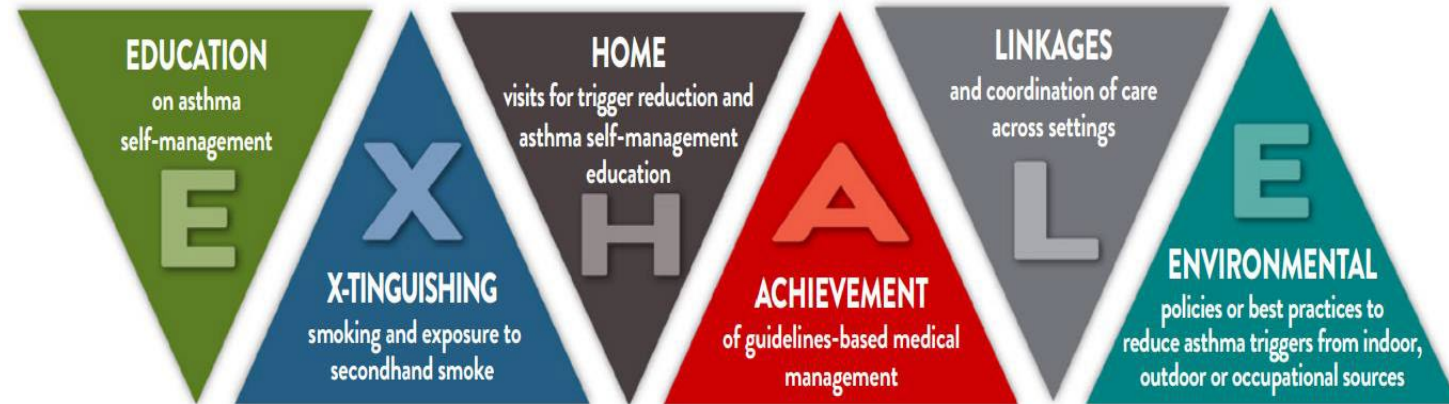 EDUCATION
on asthma
self-management
E
X
X-TINGUISHING
smoking and exposure to
secondhand smoke
HOME
visits for trigger reduction and
asthma self-management
education
H
A
ACHIEVEMENT
of guidelines-based medical
management
LINKAGES
and coordination of care
across settings
L
E
ENVIRONMENTAL
policies or best practices to
reduce asthma triggers from indoor,
outdoor or occupational sources